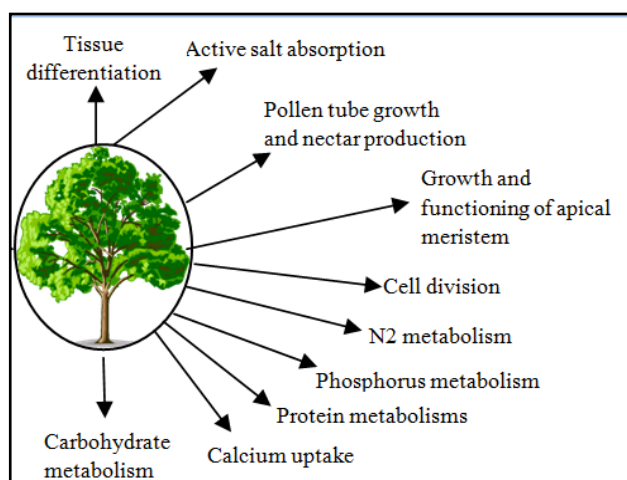 Tissue
differentiation
Active salt absorption
Pollen tube growth
and nectar production
Growth and
functioning of apical
meristem
Cell division
N2 metabolism
Phosphorus metabolism
Protein metabolisms
Calcium uptake
Carbohydrate
metabolism